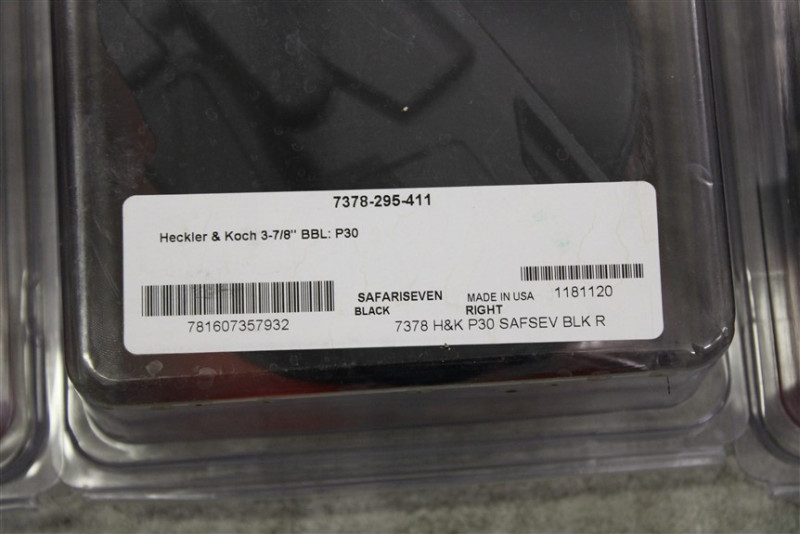 7378-295-411
Heckler & Koch 3-7/8" BBL: P30
781607357932
SAFARISEVEN
BLACK
MADE IN USA
RIGHT
1181120
7378 H&K P30 SAFSEV BLK R